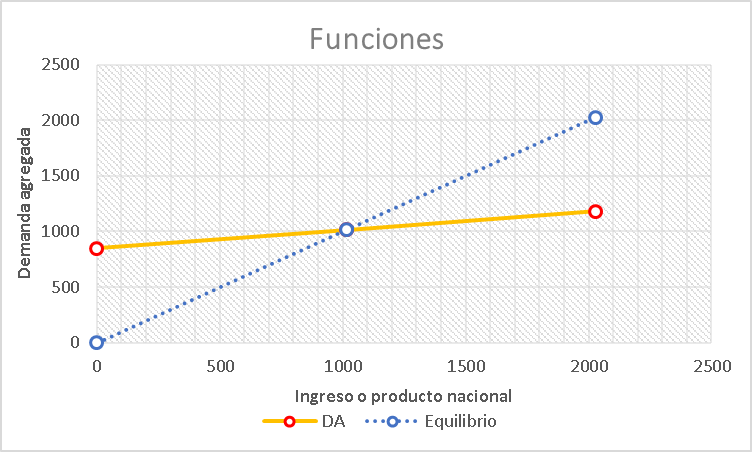 Funciones
2500
2000
1500
1000
500
0
Demanda agregada
0 500 1000 1500 2000 2500
Ingreso o producto nacional
DA Equilibrio